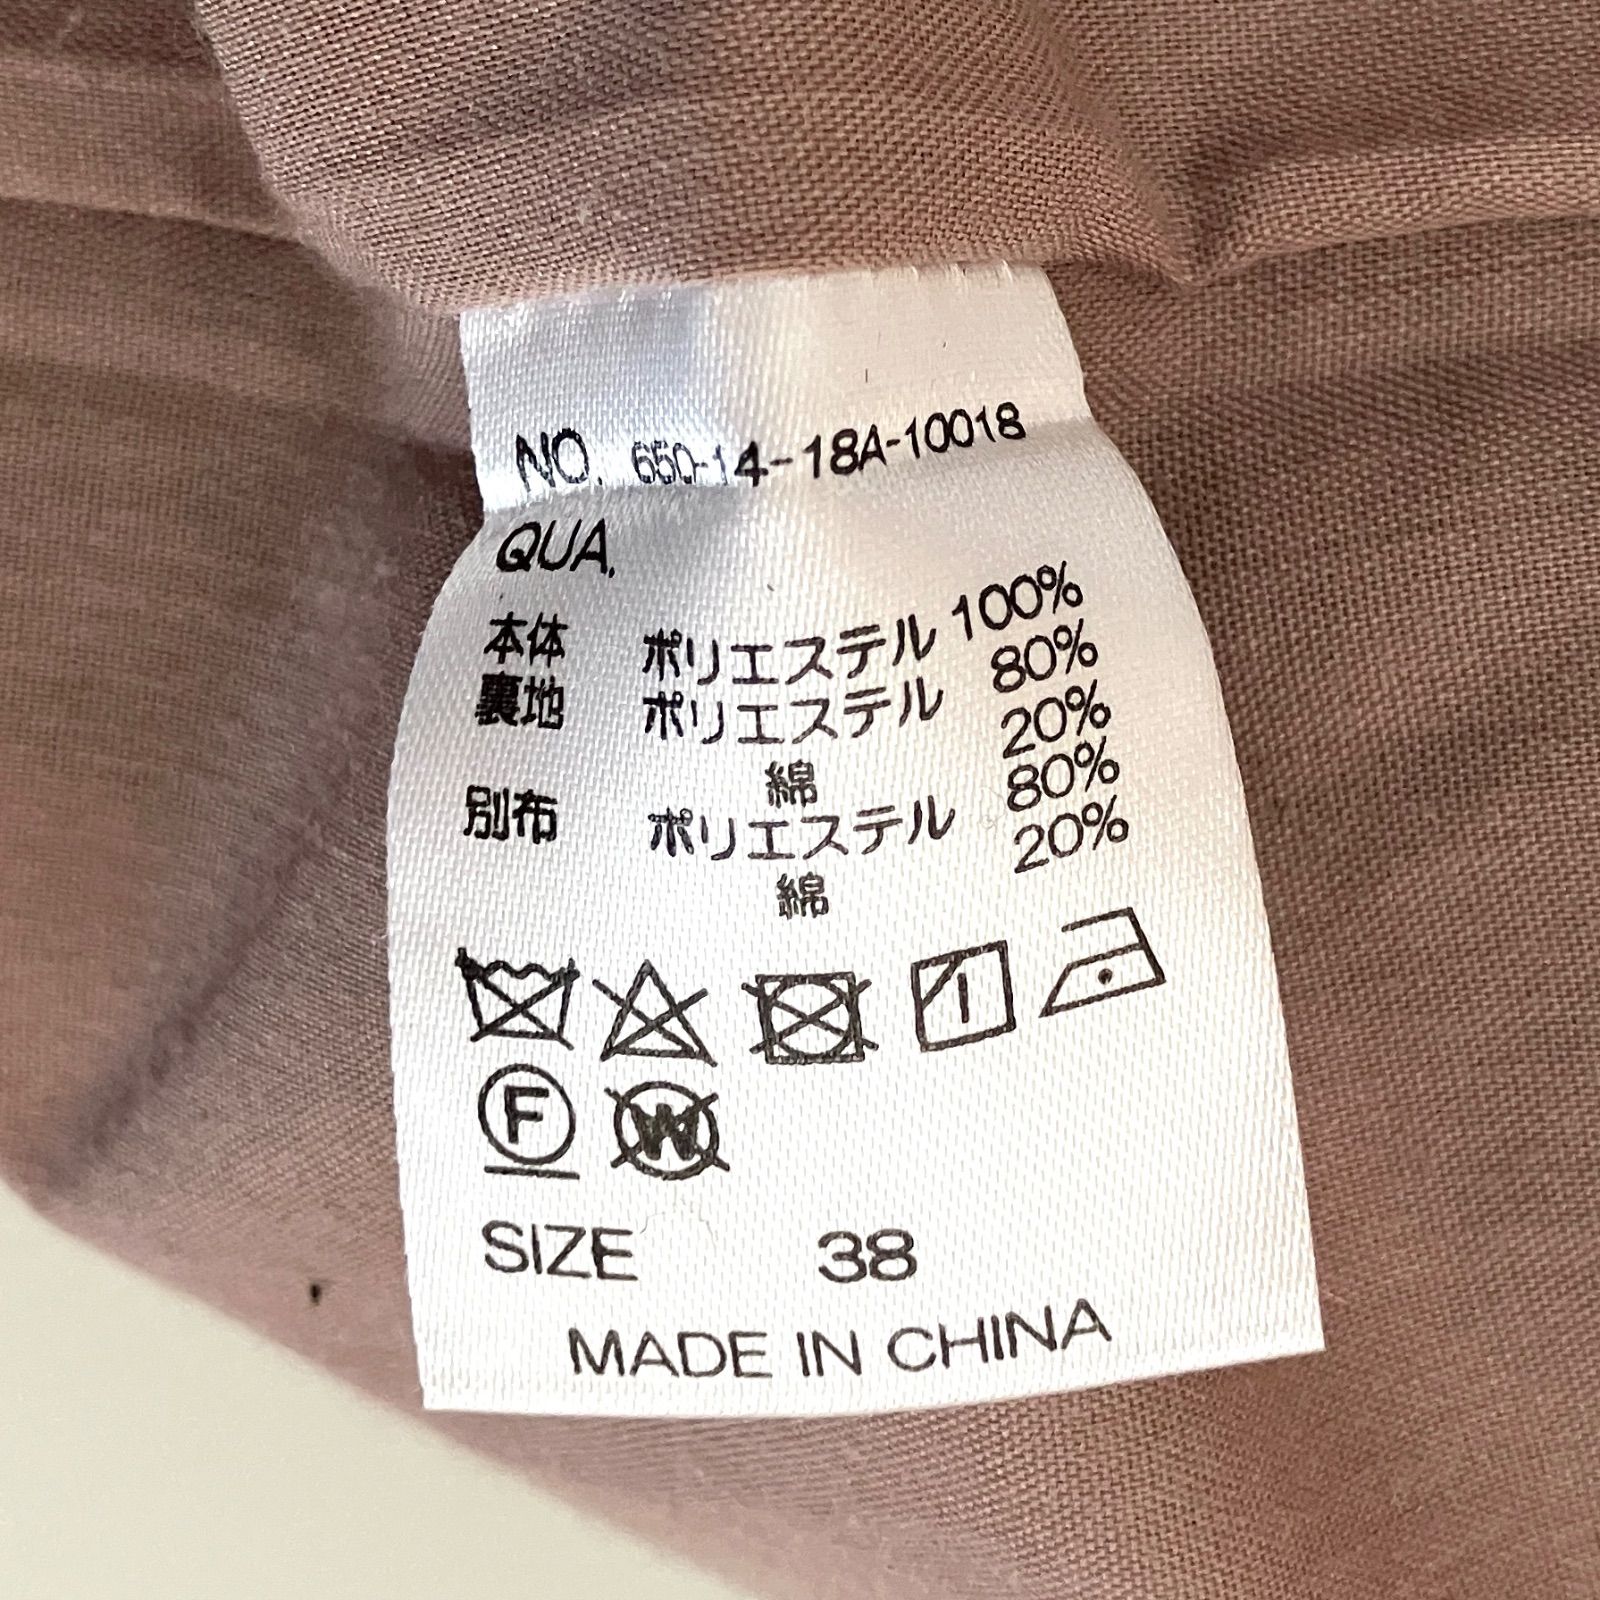 NO. 650-14-18A-10018
QUA.
本体 ポリエステル 100%
裏地 ポリエステル 80%
綿 20%
別布 ポリエステル 80%
綿 20%
F W
SIZE 38
MADE IN CHINA